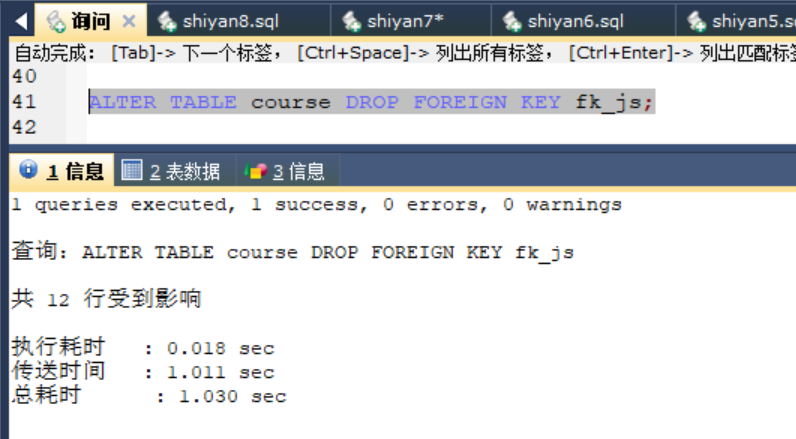 询问 shiyan8.sql shiyan7* shiyan6.sql shiyan5.s
自动完成: [Tab]-> 下一个标签, [Ctrl+Space]-> 列出所有标签, [Ctrl+Enter]-> 列出匹配标签
40
41 ALTER TABLE course DROP FOREIGN KEY fk_js;
42
1 信息 2 表数据 3 信息
1 queries executed, 1 success, 0 errors, 0 warnings
查询: ALTER TABLE course DROP FOREIGN KEY fk_js
共 12 行受到影响
执行耗时 : 0.018 sec
传送时间 : 1.011 sec
总耗时 : 1.030 sec